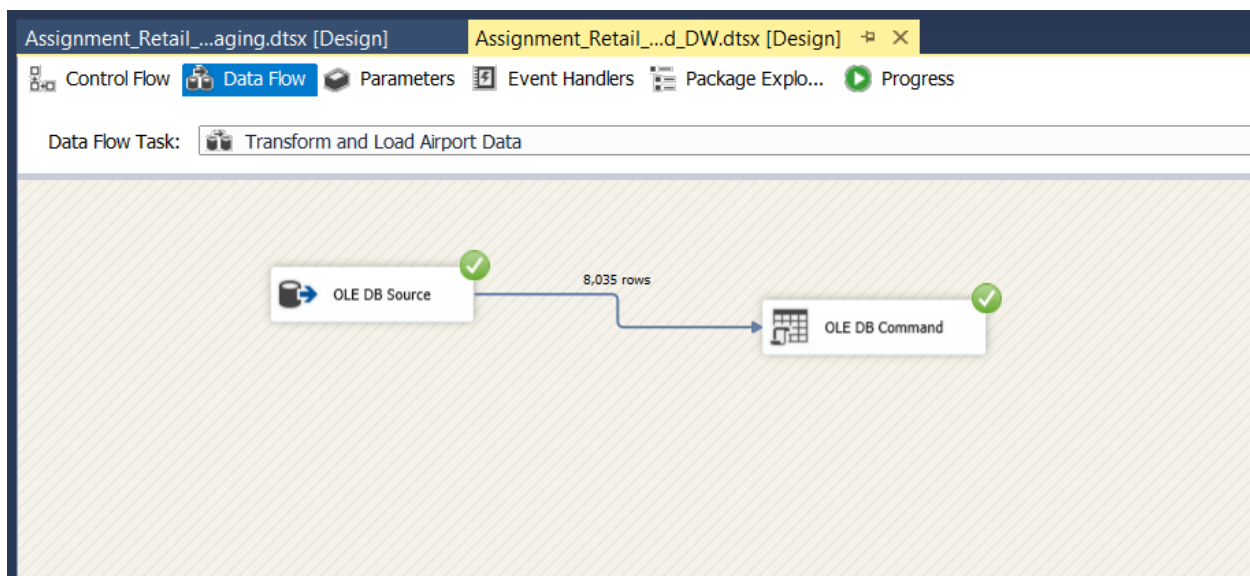 Assignment_Retail_...aging.dtsx [Design] Assignment_Retail_...d_DW.dtsx [Design]
Control Flow Data Flow Parameters Event Handlers Package Explo... Progress
Data Flow Task: Transform and Load Airport Data
8,035 rows
OLE DB Source
OLE DB Command